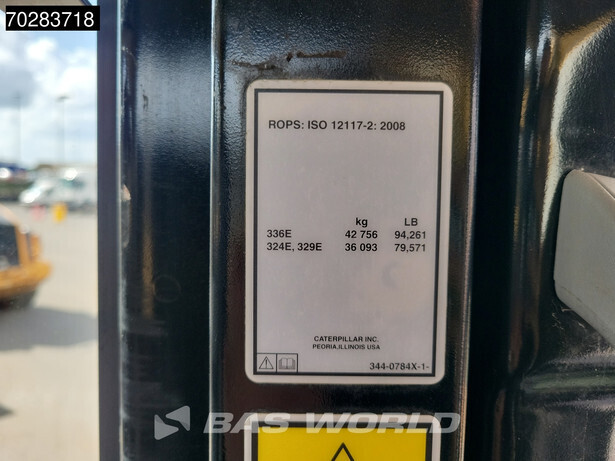 70283718
ROPS: ISO 12117-2: 2008
kg LB
336E 42 756 94,261
324E, 329E 36 093 79,571
CATERPILLAR INC.
PEORIA, ILLINOIS USA
344-0784X-1-
BAS WORLD